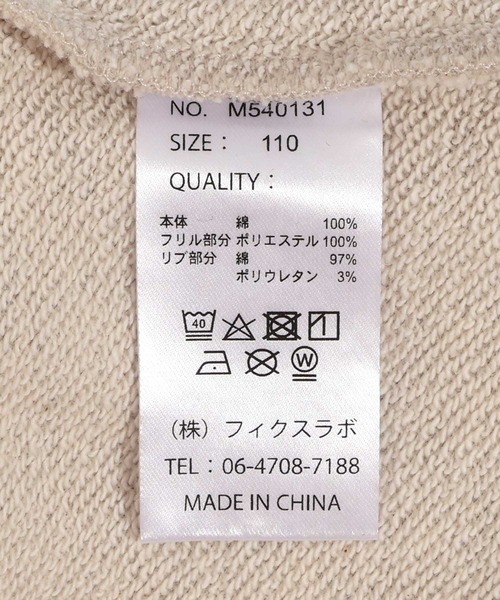 NO. M540131
SIZE： 110
QUALITY：
本体 綿 100%
フリル部分 ポリエステル 100%
リブ部分 綿 97%
ポリウレタン 3%
40
W
（株）フィクスラボ
TEL：06-4708-7188
MADE IN CHINA